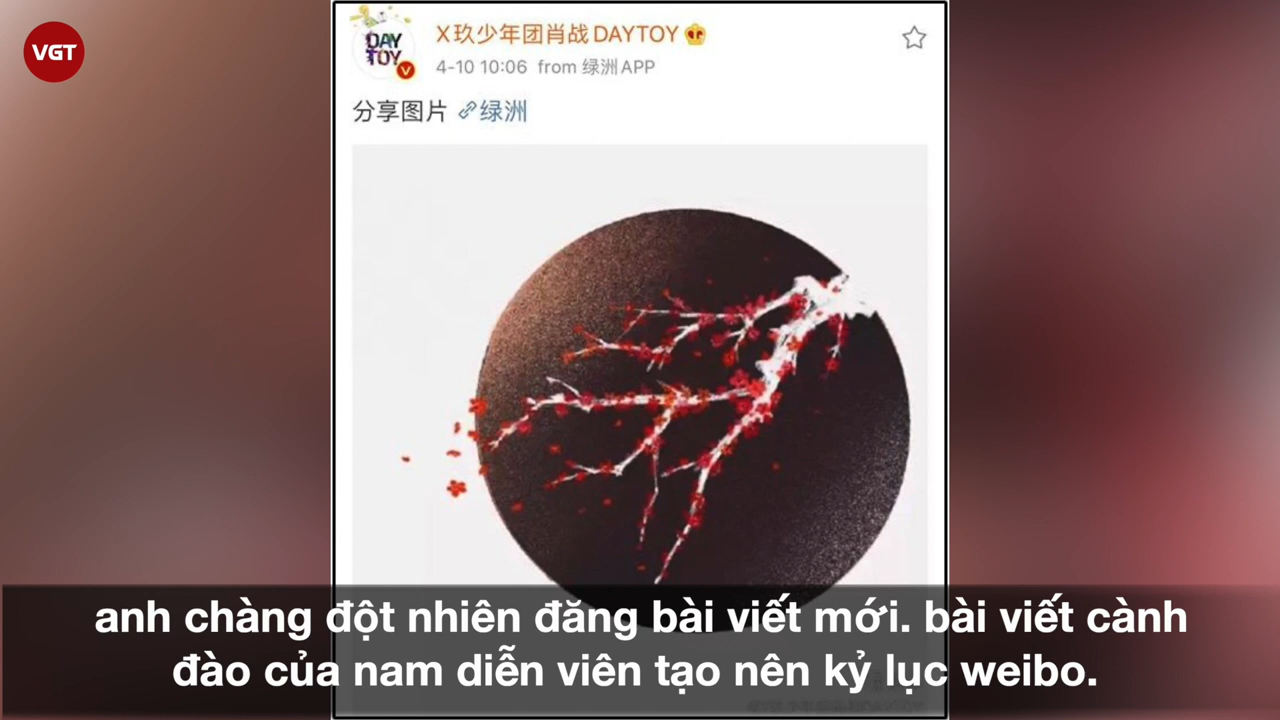 VGT
DAY
TOY
X玖少年团肖战DAYTOY
4-10 10:06 from 绿洲APP
分享图片 绿洲
anh chàng đột nhiên đăng bài viết mới. bài viết cành
đào của nam diễn viên tạo nên kỷ lục weibo.